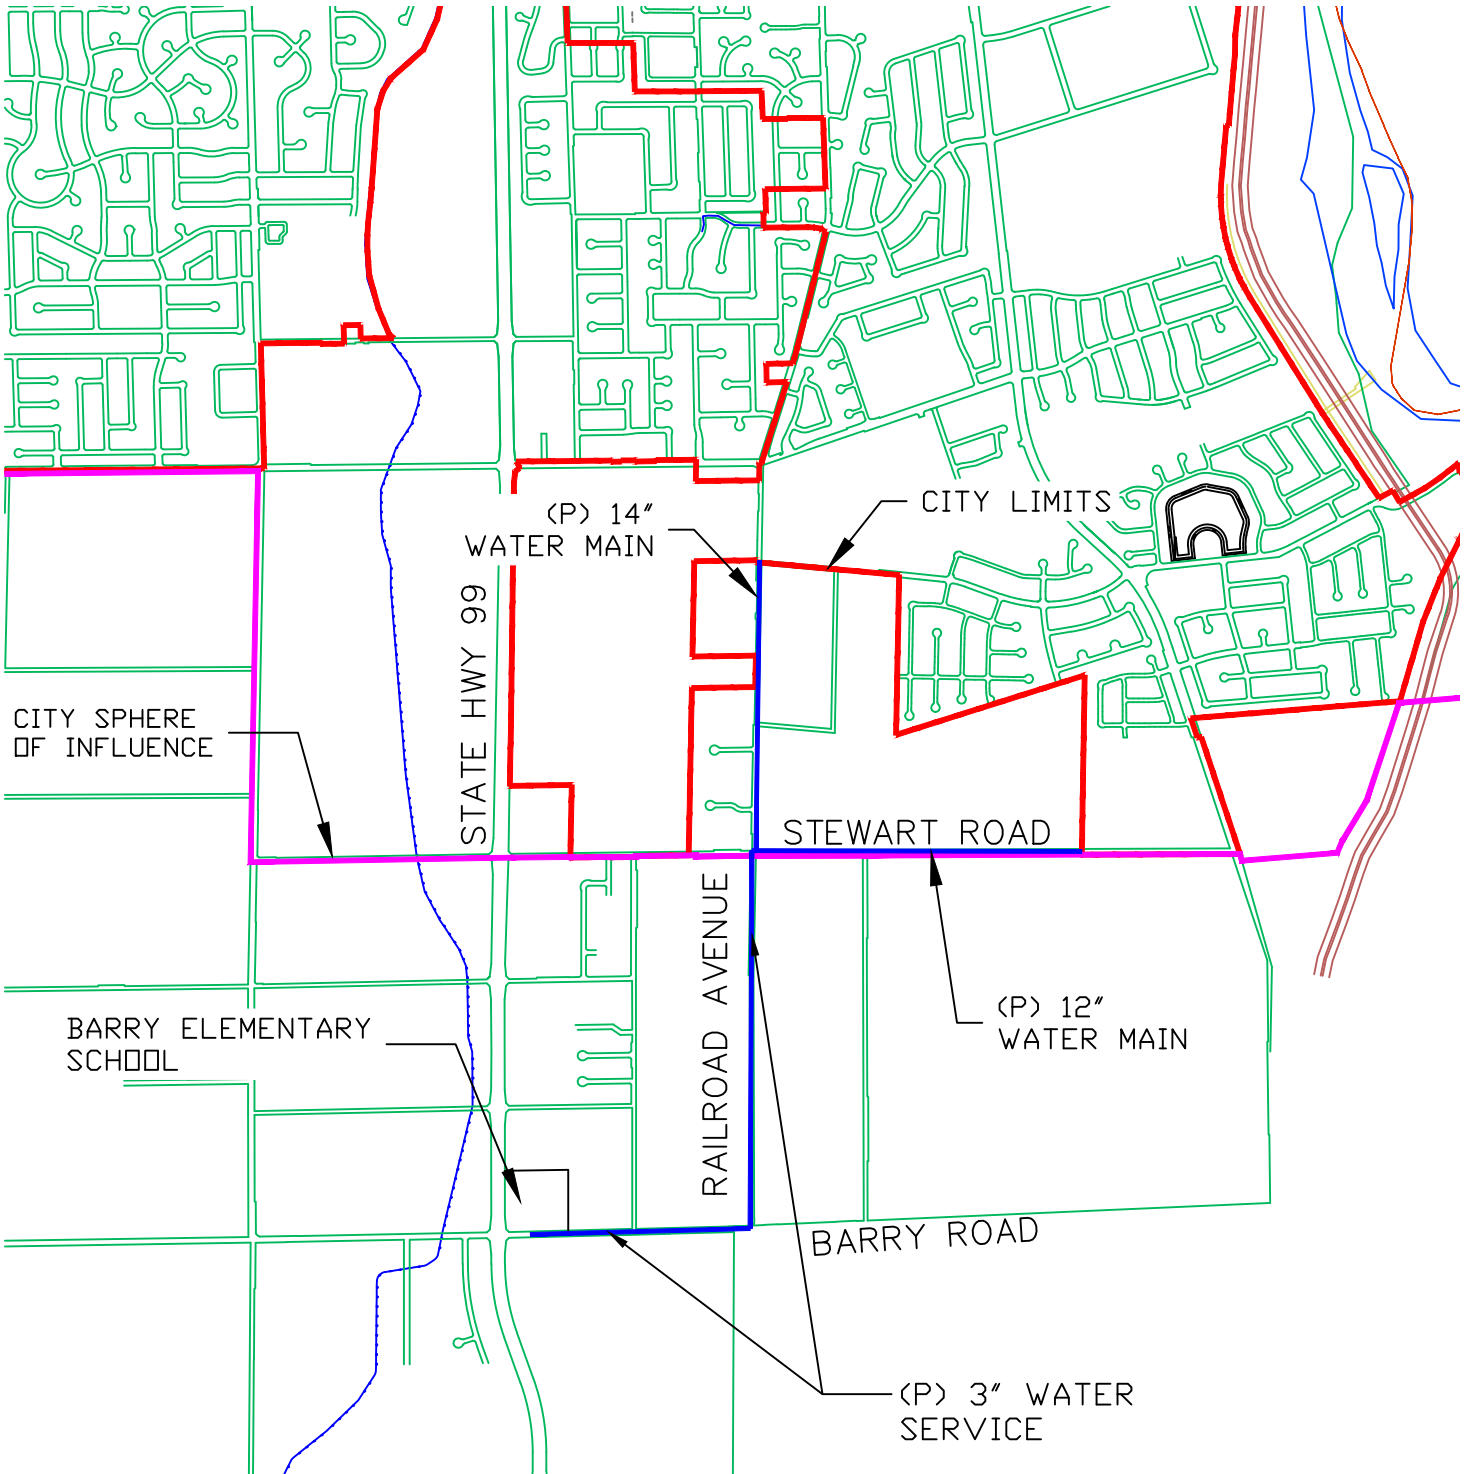 CITY LIMITS
(P) 14"
WATER MAIN
STATE HWY 99
CITY SPHERE
OF INFLUENCE
STEWART ROAD
RAILROAD AVENUE
(P) 12"
WATER MAIN
BARRY ELEMENTARY
SCHOOL
BARRY ROAD
(P) 3" WATER
SERVICE